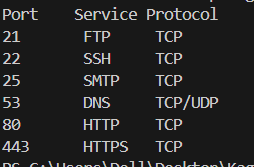 Port Service Protocol
21 FTP TCP
22 SSH TCP
25 SMTP TCP
53 DNS TCP/UDP
80 HTTP TCP
443 HTTPS TCP